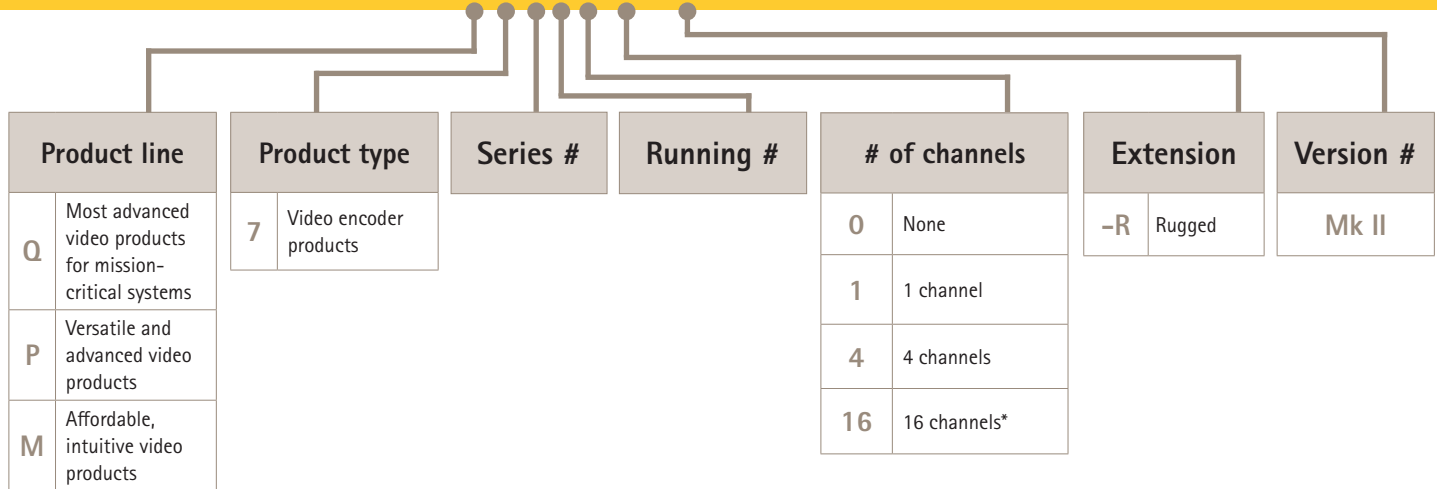 Product line
Q
Most advanced
video products
for mission-
critical systems
P
Versatile and
advanced video
products
M
Affordable,
intuitive video
products
Product type
7
Video encoder
products
Series #
Running #
# of channels
0
None
1
1 channel
4
4 channels
16
16 channels*
Extension
-R
Rugged
Version #
Mk II